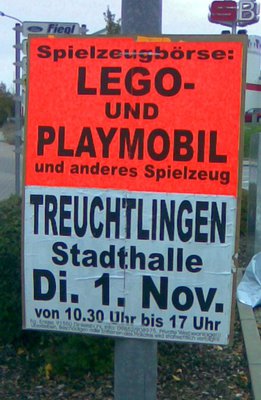 Fiegl
B
Spielzeugbörse:
LEGO-
UND
PLAYMOBIL
und anderes Spielzeug
TREUCHTLINGEN
Stadthalle
Di. 1. Nov.
von 10.30 Uhr bis 17 Uhr